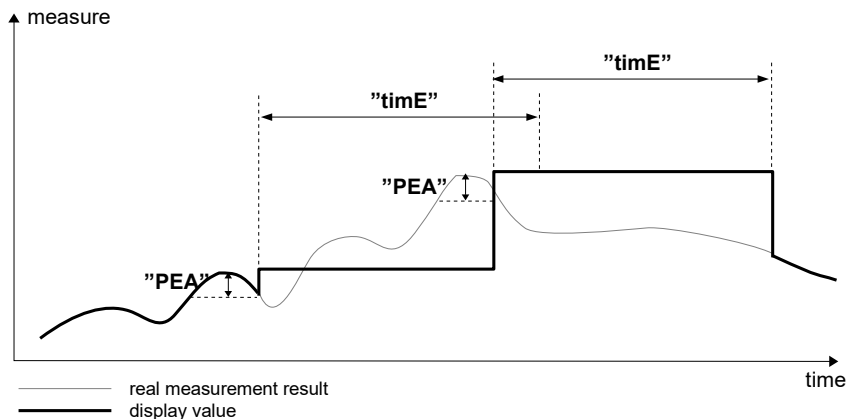 measure
”timE”
”timE”
”PEA”
”PEA”
time
real measurement result
display value